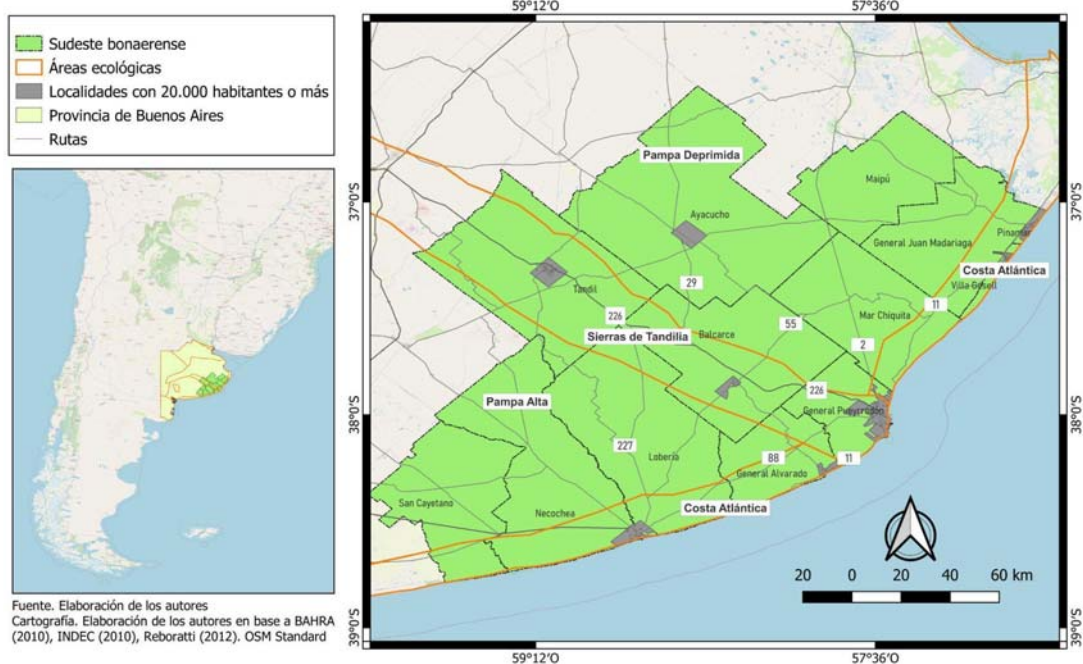 Sudeste bonaerense
Áreas ecológicas
Localidades con 20.000 habitantes o más
Provincia de Buenos Aires
Rutas
Fuente. Elaboración de los autores
Cartografía. Elaboración de los autores en base a BAHRA
(2010), INDEC (2010), Reboratti (2012). OSM Standard
59°12'O
57°36'O
37°0'S
37°0'S
Pampa Deprimida
Maipú
Ayacucho
General Juan Madariaga
Pinamar
Costa Atlántica
Villa Gesell
Tandil
29
11
226
55
Mar Chiquita
Sierras de Tandilia
Balcarce
2
226
Pampa Alta
General Pueyrredón
38°0'S
38°0'S
227
Lobería
88
11
General Alvarado
San Cayetano
Necochea
Costa Atlántica
20 0 20 40 60 km
39°0'S
39°0'S
59°12'O
57°36'O